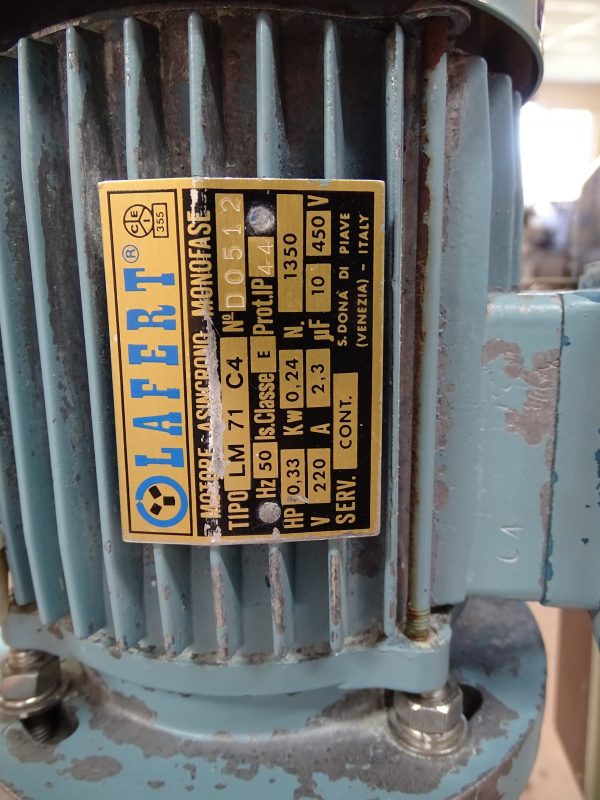 LAFERT®
CEI
355
MOTORE ASINCRONO MONOFASE
TIPO LM 71 C4 Nº D0512
Hz 50 Is.Classe E Prot.IP 44
HP 0,33 Kw 0,24 N. 1350
V 220 A 2,3 µF 10 450 V
SERV. CONT. S.DONÀ DI PIAVE
(VENEZIA) - ITALY
C4